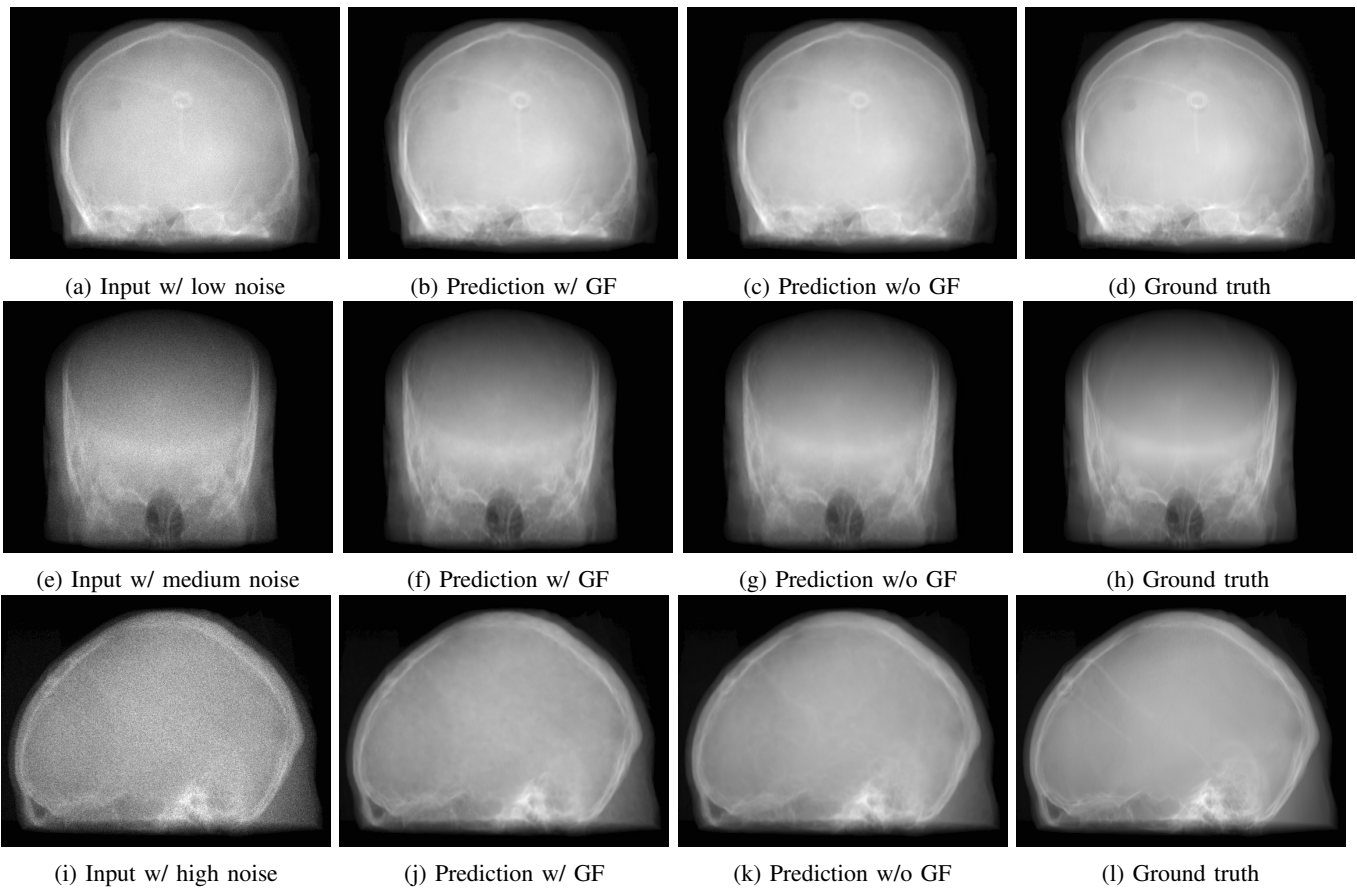 (a) Input w/ low noise
(b) Prediction w/ GF
(c) Prediction w/o GF
(d) Ground truth
(e) Input w/ medium noise
(f) Prediction w/ GF
(g) Prediction w/o GF
(h) Ground truth
(i) Input w/ high noise
(j) Prediction w/ GF
(k) Prediction w/o GF
(l) Ground truth